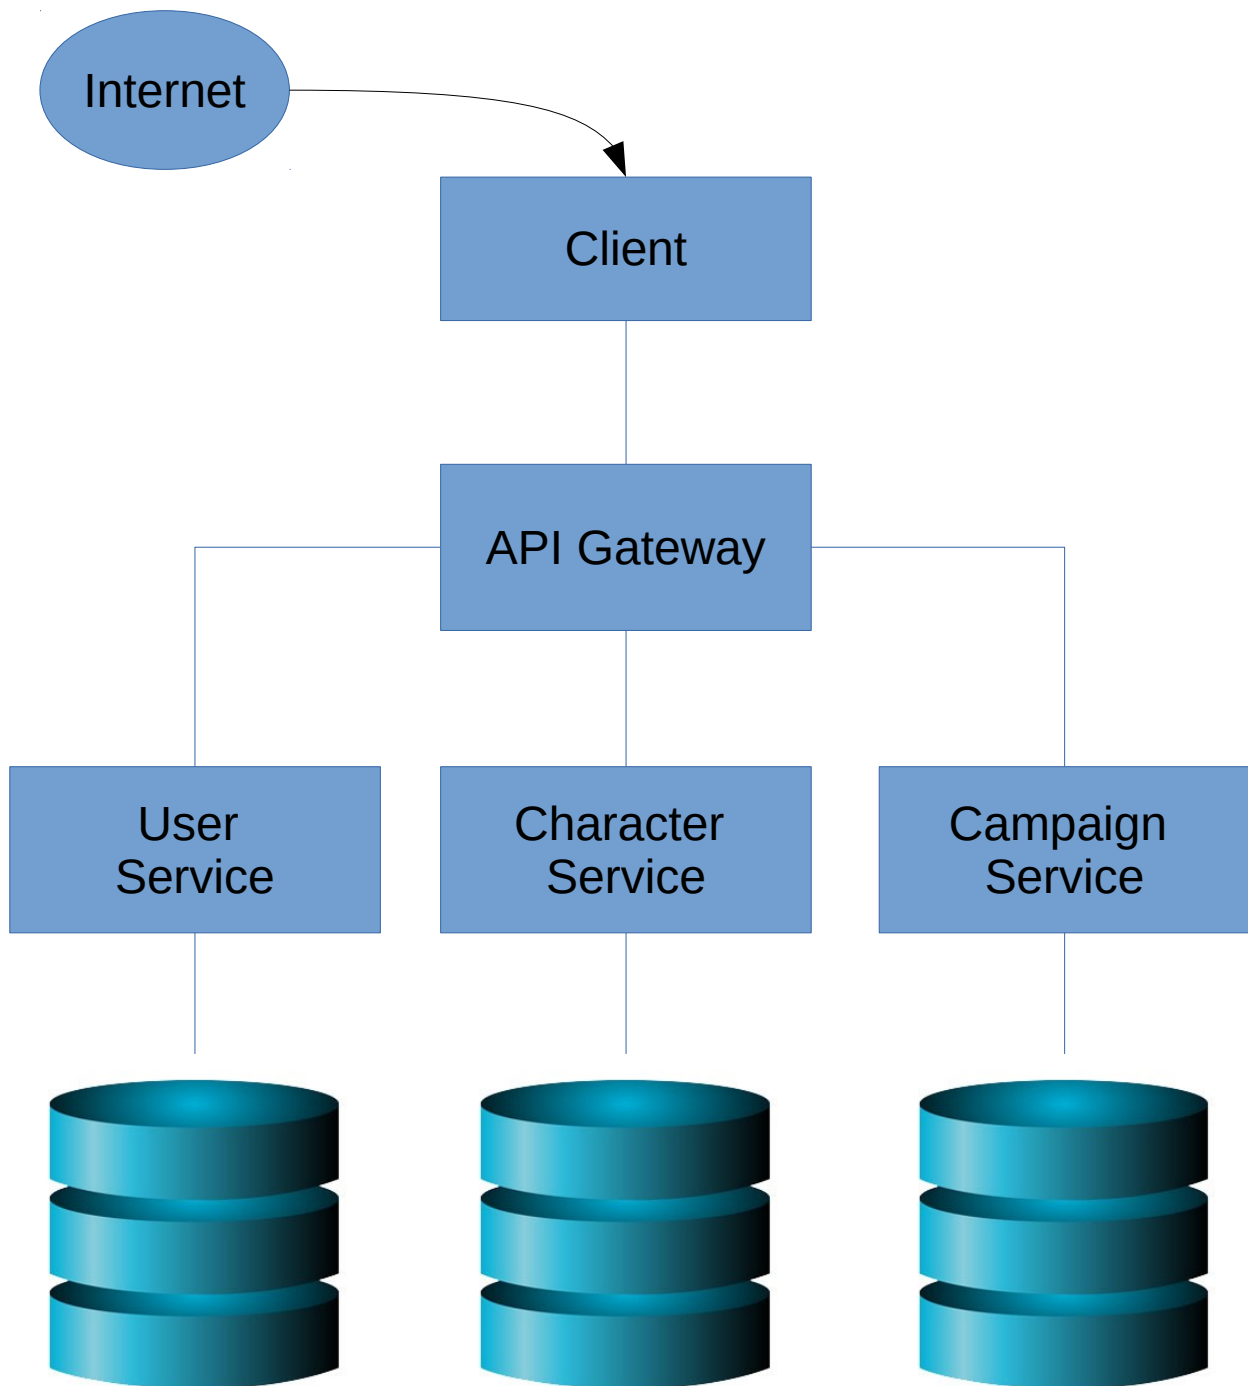 Internet
Client
API Gateway
User
Service
Character
Service
Campaign
Service